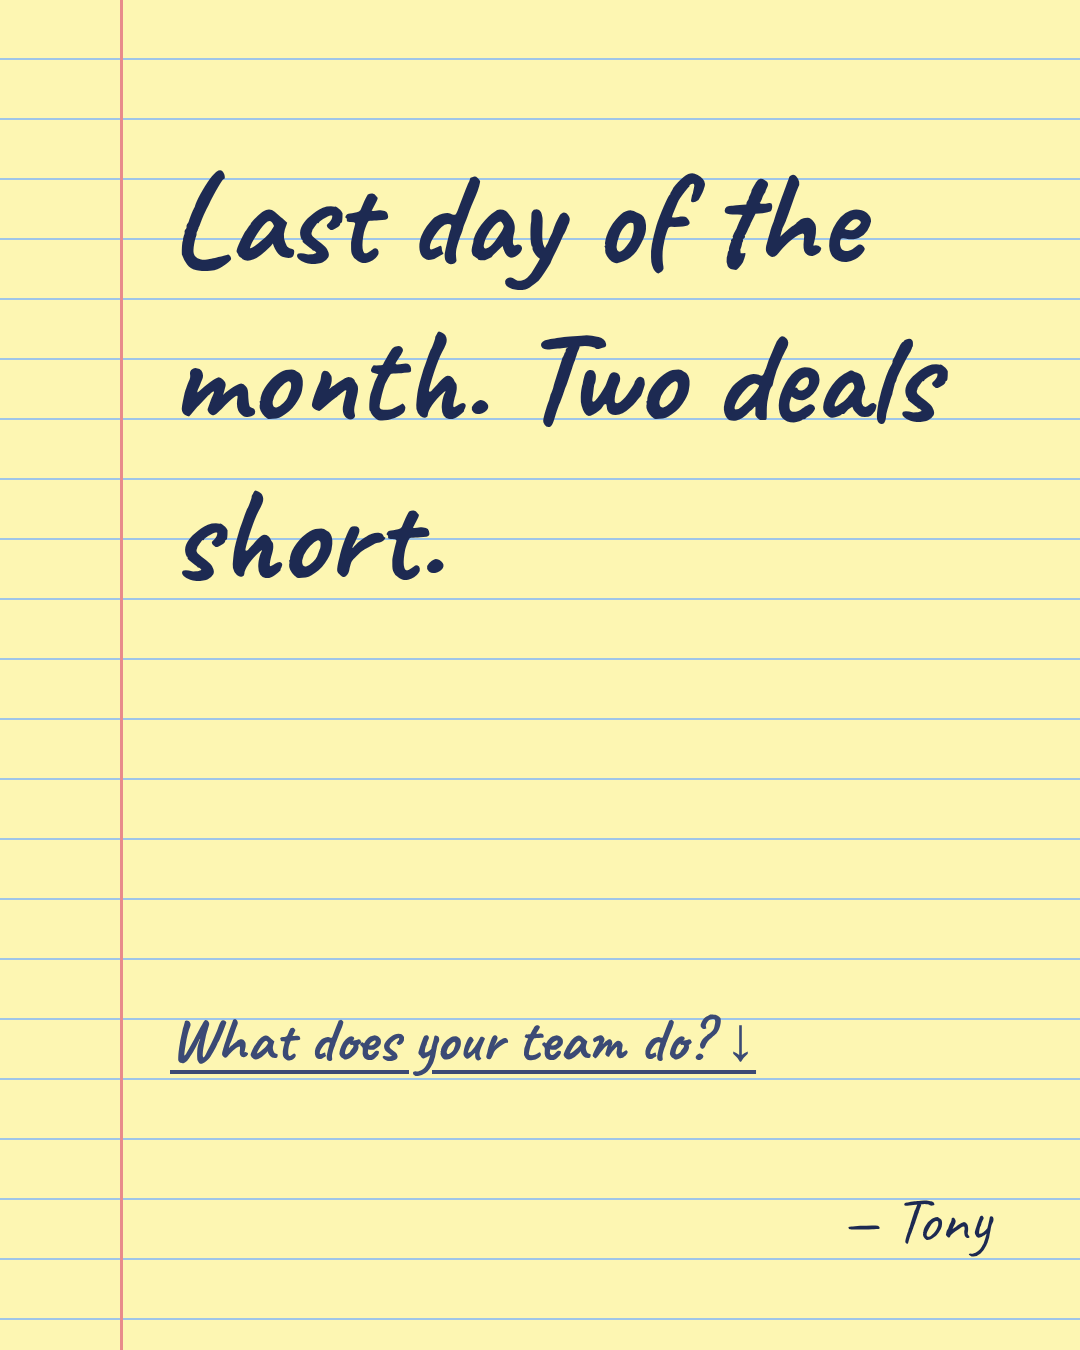 Last day of the
month. Two deals
short.
What does your team do? ↓
– Tony